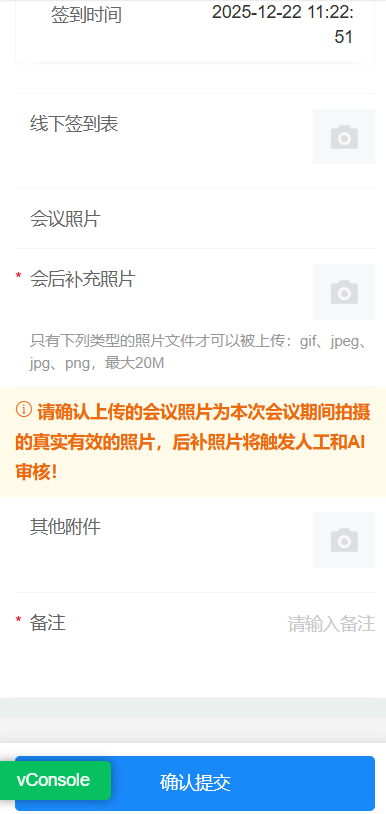 签到时间
2025-12-22 11:22:
51
线下签到表
会议照片
* 会后补充照片
只有下列类型的照片文件才可以被上传：gif、jpeg、
jpg、png，最大20M
请确认上传的会议照片为本次会议期间拍摄
的真实有效的照片，后补照片将触发人工和AI
审核！
其他附件
* 备注
请输入备注
vConsole
确认提交